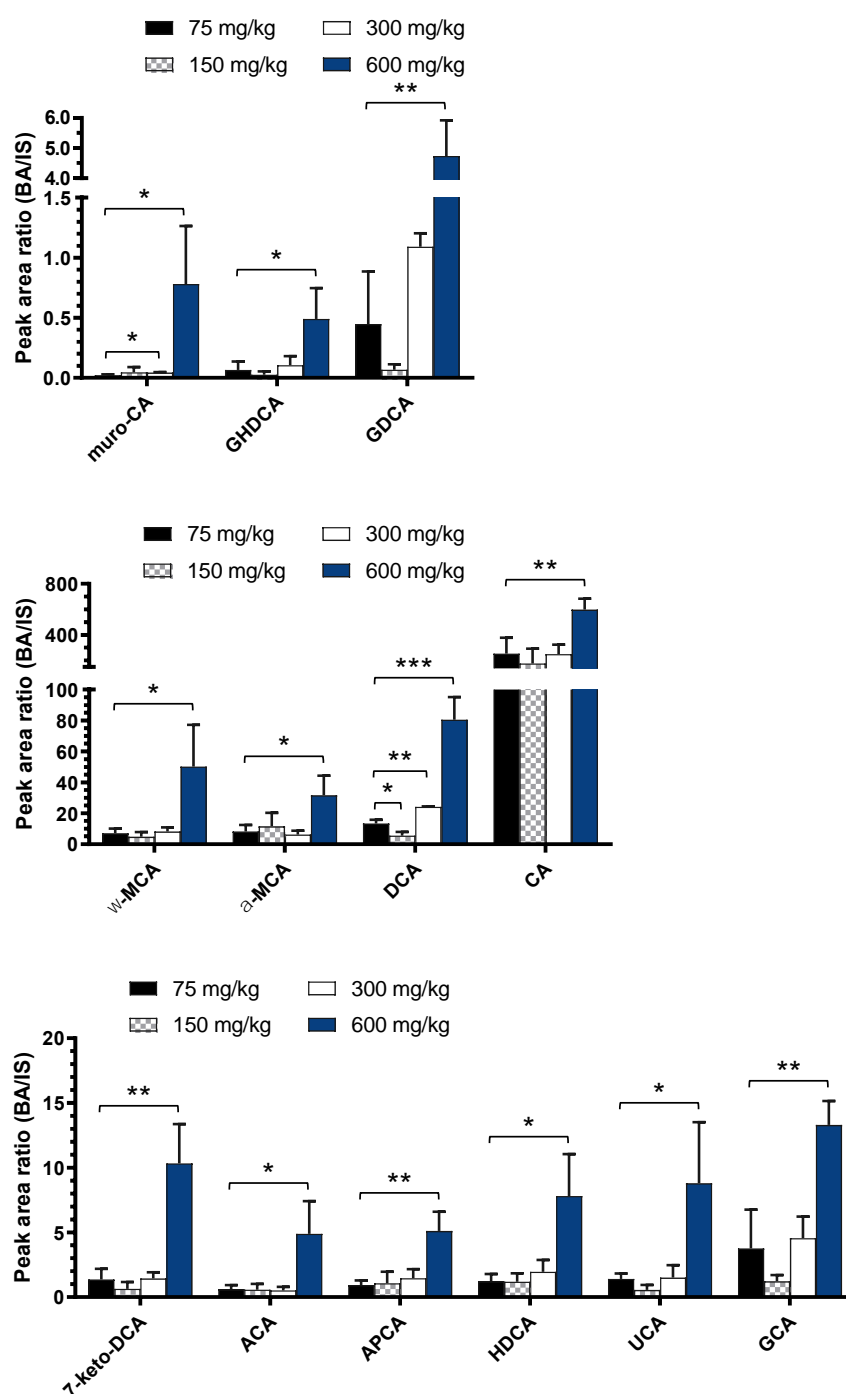 75 mg/kg 300 mg/kg
150 mg/kg 600 mg/kg
**
6.0
5.0
4.0
1.5
1.0
0.5
0.0
Peak area ratio (BA/IS)
*
*
*
muro-CA GHDCA GDCA
75 mg/kg 300 mg/kg
150 mg/kg 600 mg/kg
800
400
100
80
60
40
20
0
Peak area ratio (BA/IS)
**
***
*
*
**
*
w-MCA a-MCA DCA CA
75 mg/kg 300 mg/kg
150 mg/kg 600 mg/kg
20
15
10
5
0
Peak area ratio (BA/IS)
** * ** * * **
7-keto-DCA ACA APCA HDCA UCA GCA